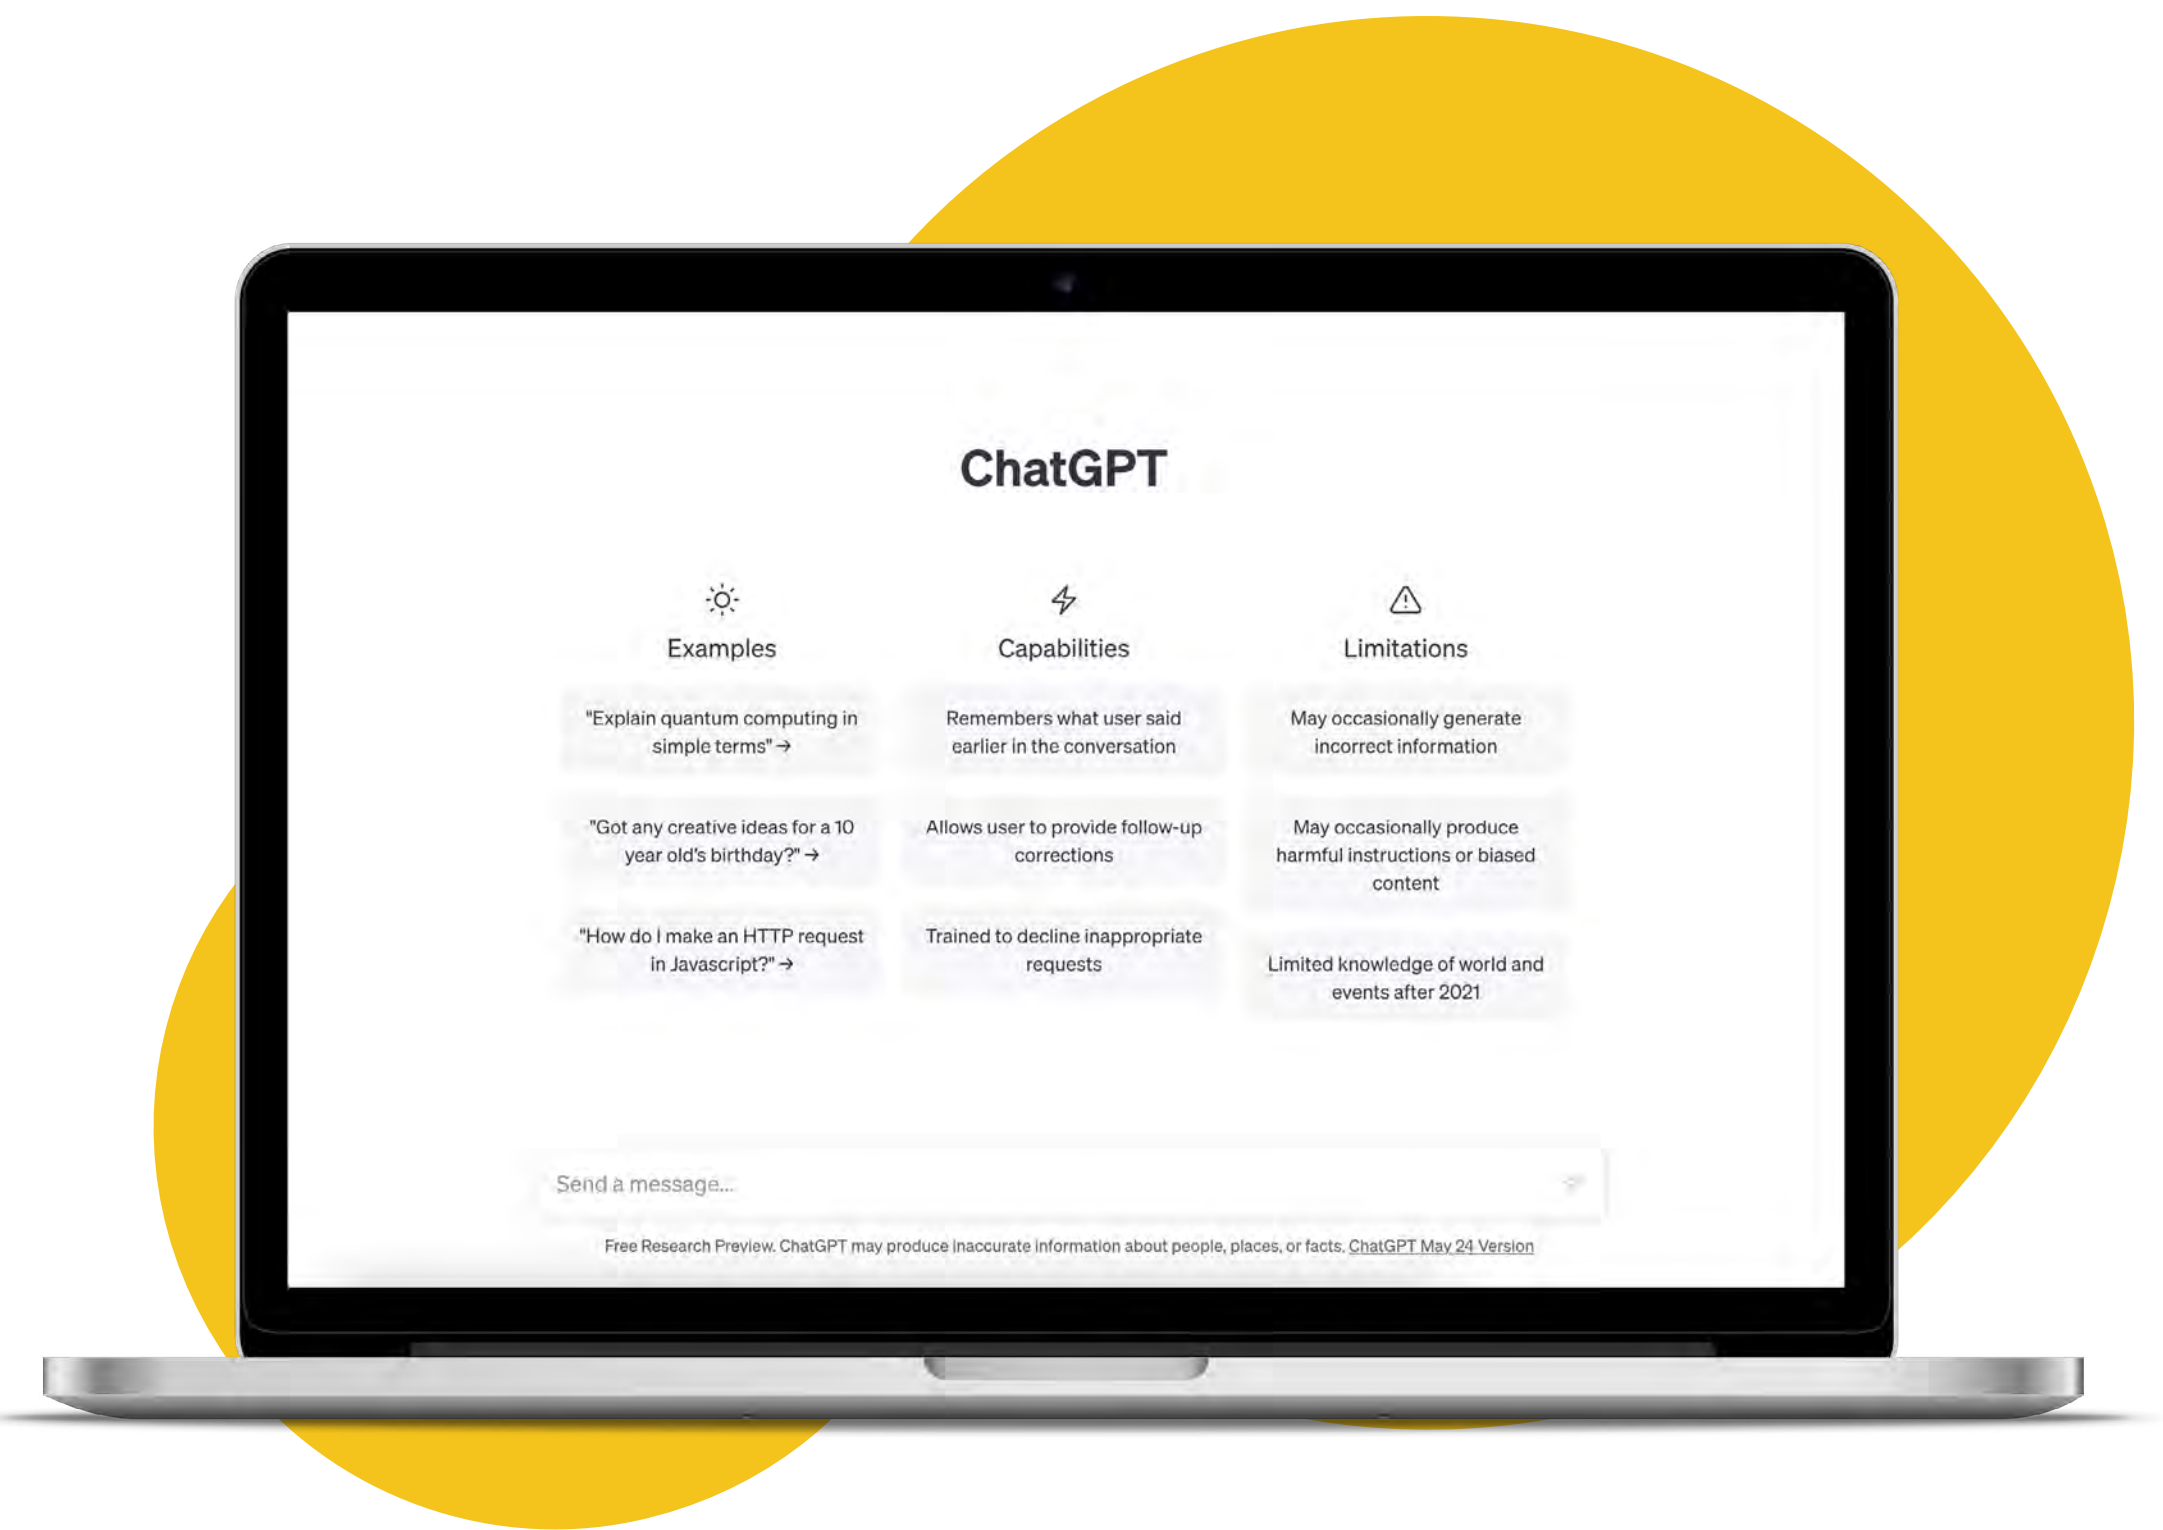 ChatGPT
Examples
"Explain quantum computing in
simple terms" →
"Got any creative ideas for a 10
year old's birthday?" →
"How do I make an HTTP request
in Javascript?" →
Capabilities
Remembers what user said
earlier in the conversation
Allows user to provide follow-up
corrections
Trained to decline inappropriate
requests
Limitations
May occasionally generate
incorrect information
May occasionally produce
harmful instructions or biased
content
Limited knowledge of world and
events after 2021
Send a message...
Free Research Preview. ChatGPT may produce inaccurate information about people, places, or facts. ChatGPT May 24 Version